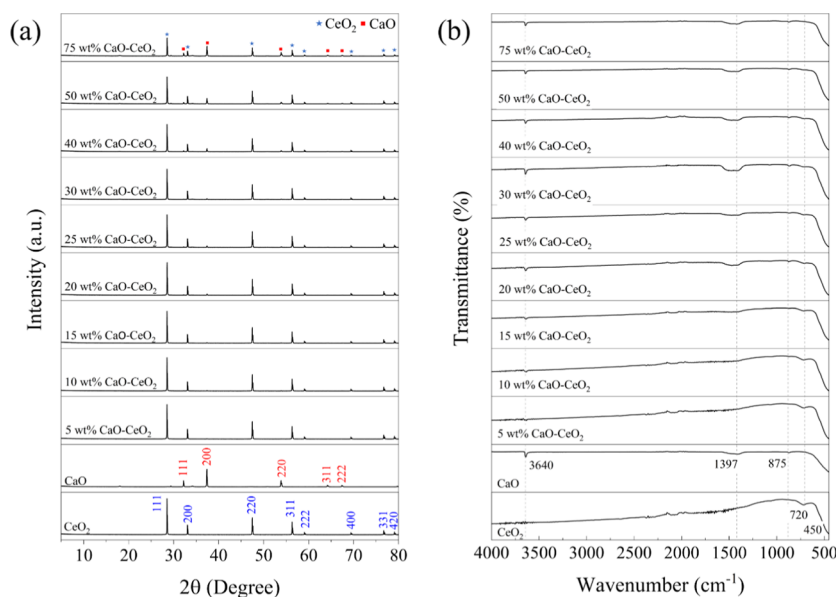 (a)
★ CeO₂ ■ CaO
75 wt% CaO-CeO₂
50 wt% CaO-CeO₂
40 wt% CaO-CeO₂
30 wt% CaO-CeO₂
25 wt% CaO-CeO₂
20 wt% CaO-CeO₂
15 wt% CaO-CeO₂
10 wt% CaO-CeO₂
5 wt% CaO-CeO₂
CaO
111
200
220
311
222
CeO₂
111
200
220
311
222
400
331
420
10 20 30 40 50 60 70 80
2θ (Degree)
Intensity (a.u.)
(b)
75 wt% CaO-CeO₂
50 wt% CaO-CeO₂
40 wt% CaO-CeO₂
30 wt% CaO-CeO₂
25 wt% CaO-CeO₂
20 wt% CaO-CeO₂
15 wt% CaO-CeO₂
10 wt% CaO-CeO₂
5 wt% CaO-CeO₂
3640 1397 875
CaO
720
450
CeO₂
4000 3500 3000 2500 2000 1500 1000 500
Wavenumber (cm⁻¹)
Transmittance (%)